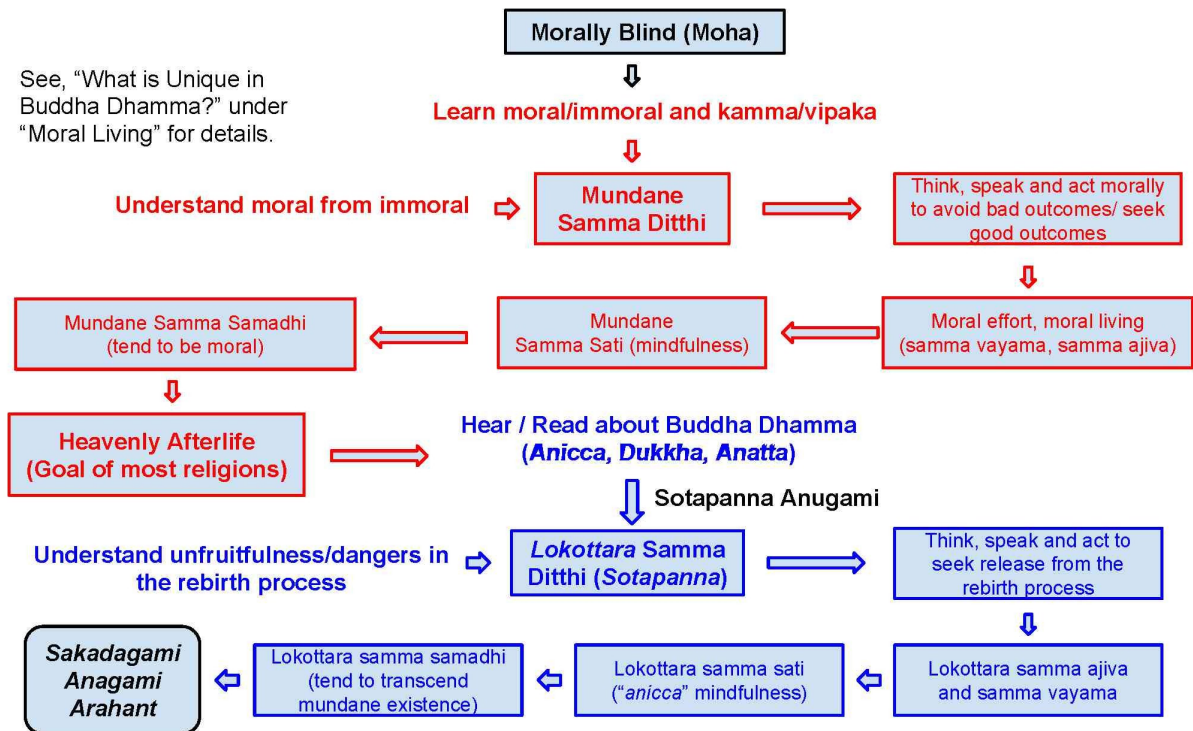 Morally Blind (Moha)
See, “What is Unique in
Buddha Dhamma?” under
“Moral Living” for details.
Learn moral/immoral and kamma/vipaka
Understand moral from immoral
Mundane
Samma Ditthi
Think, speak and act morally
to avoid bad outcomes/ seek
good outcomes
Moral effort, moral living
(samma vayama, samma ajiva)
Mundane
Samma Sati (mindfulness)
Mundane Samma Samadhi
(tend to be moral)
Heavenly Afterlife
(Goal of most religions)
Hear / Read about Buddha Dhamma
(Anicca, Dukkha, Anatta)
Sotapanna Anugami
Understand unfruitfulness/dangers in
the rebirth process
Lokottara Samma
Ditthi (Sotapanna)
Think, speak and act to
seek release from the
rebirth process
Lokottara samma ajiva
and samma vayama
Lokottara samma sati
(“anicca” mindfulness)
Lokottara samma samadhi
(tend to transcend
mundane existence)
Sakadagami
Anagami
Arahant